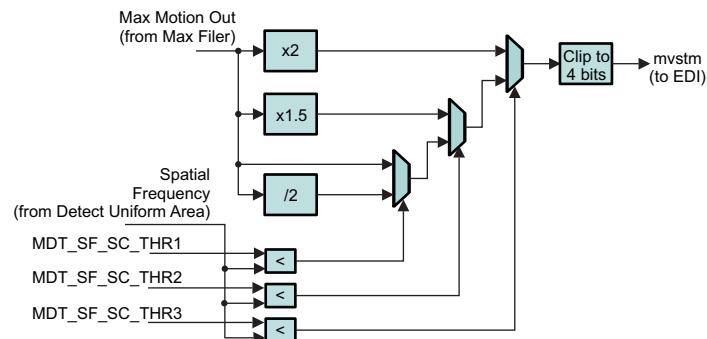 Max Motion Out
(from Max Filer)
x2
Clip to
4 bits
mvstm
(to EDI)
x1.5
Spatial
Frequency
(from Detect Uniform Area)
/2
MDT_SF_SC_THR1
<
MDT_SF_SC_THR2
<
MDT_SF_SC_THR3
<